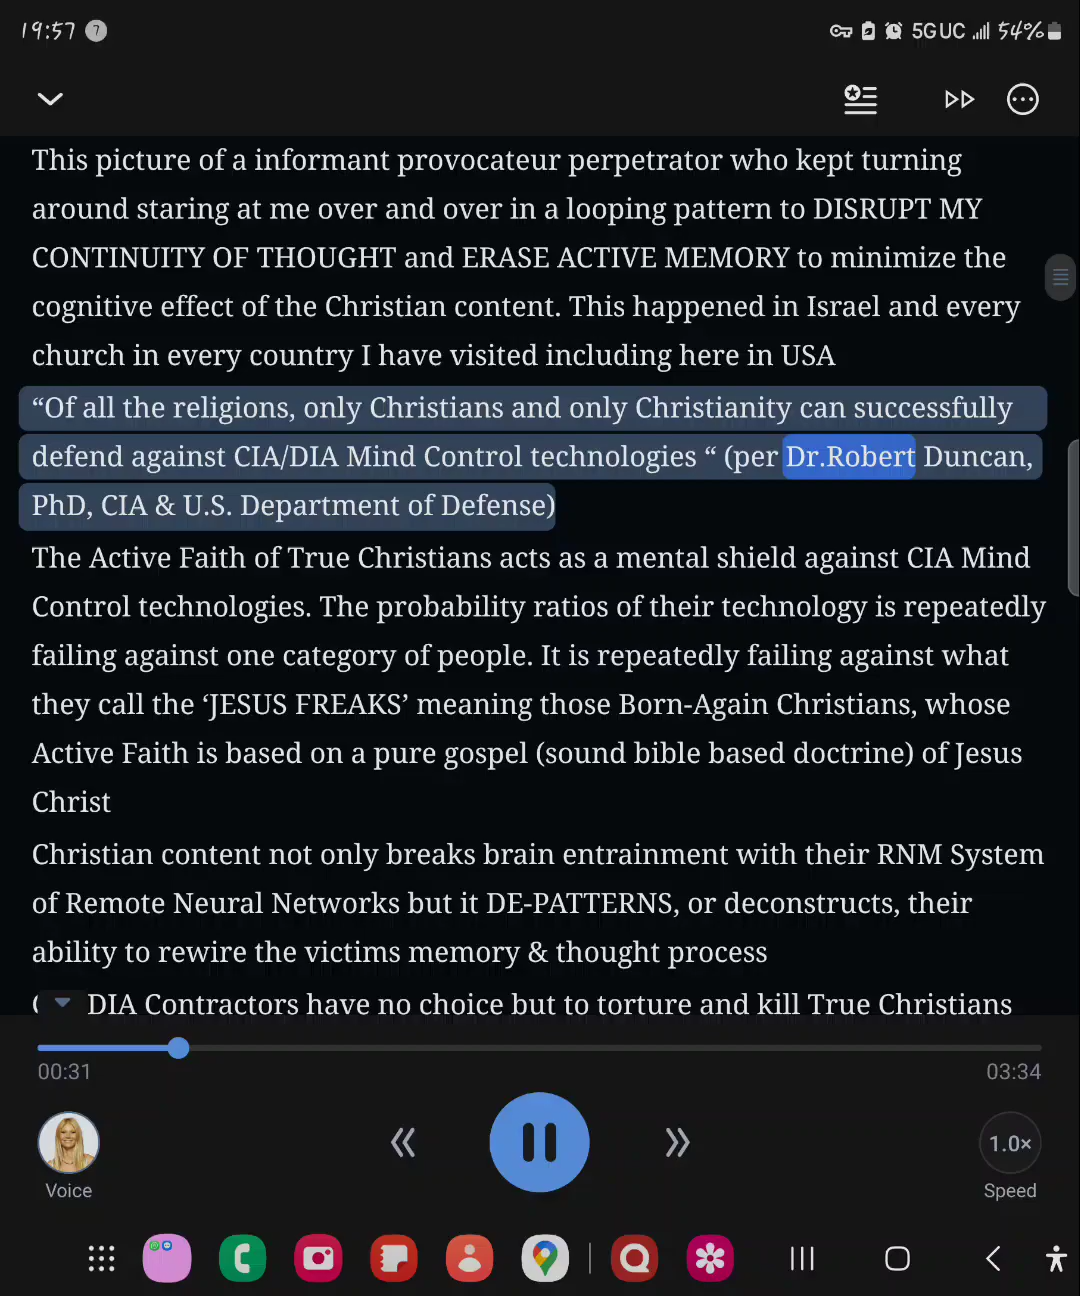 19:57 7 5GUC 54%
This picture of a informant provocateur perpetrator who kept turning
around staring at me over and over in a looping pattern to DISRUPT MY
CONTINUITY OF THOUGHT and ERASE ACTIVE MEMORY to minimize the
cognitive effect of the Christian content. This happened in Israel and every
church in every country I have visited including here in USA
“Of all the religions, only Christians and only Christianity can successfully
defend against CIA/DIA Mind Control technologies “ (per Dr.Robert Duncan,
PhD, CIA & U.S. Department of Defense)
The Active Faith of True Christians acts as a mental shield against CIA Mind
Control technologies. The probability ratios of their technology is repeatedly
failing against one category of people. It is repeatedly failing against what
they call the ‘JESUS FREAKS’ meaning those Born-Again Christians, whose
Active Faith is based on a pure gospel (sound bible based doctrine) of Jesus
Christ
Christian content not only breaks brain entrainment with their RNM System
of Remote Neural Networks but it DE-PATTERNS, or deconstructs, their
ability to rewire the victims memory & thought process
DIA Contractors have no choice but to torture and kill True Christians
00:31 03:34
1.0×
Voice Speed